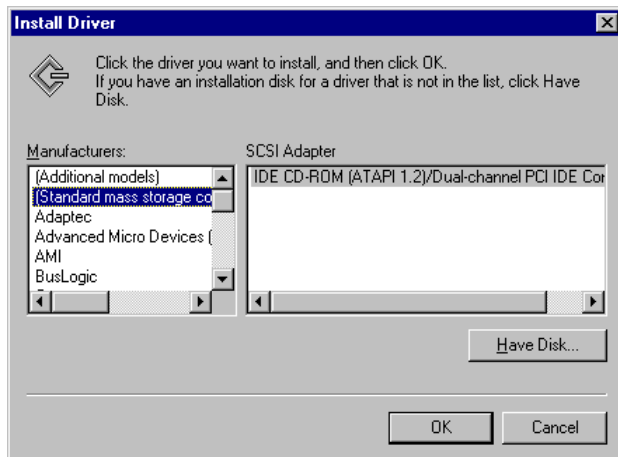 Install Driver
Click the driver you want to install, and then click OK.
If you have an installation disk for a driver that is not in the list, click Have
Disk.
Manufacturers:
SCSI Adapter
(Additional models)
(Standard mass storage co
Adaptec
Advanced Micro Devices (
AMI
BusLogic
IDE CD-ROM (ATAPI 1.2)/Dual-channel PCI IDE Con
Have Disk...
OK
Cancel